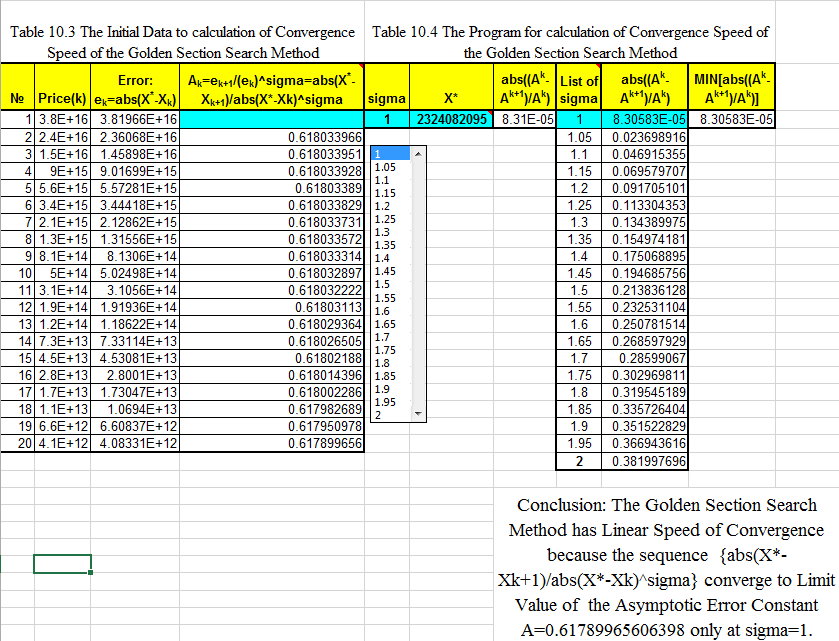 Table 10.3 The Initial Data to calculation of Convergence
Speed of the Golden Section Search Method
Table 10.4 The Program for calculation of Convergence Speed of
the Golden Section Search Method
№ Price(k) Error: eₖ=abs(X*-Xₖ) Aₖ=eₖ₊₁/(eₖ)^sigma=abs(X*-Xₖ₊₁)/abs(X*-Xk)^sigma sigma X* abs((Aᵏ-Aᵏ⁺¹)/Aᵏ) List of sigma abs((Aᵏ-Aᵏ⁺¹)/Aᵏ) MIN[abs((Aᵏ-Aᵏ⁺¹)/Aᵏ)]
1 3.8E+16 3.81966E+16 1 2324082095 8.31E-05 1 8.30583E-05 8.30583E-05
2 2.4E+16 2.36068E+16 0.618033966 1.05 0.023698916
3 1.5E+16 1.45898E+16 0.618033951 1 1.1 0.046915355
4 9E+15 9.01699E+15 0.618033928 1.05 1.15 0.069579707
5 5.6E+15 5.57281E+15 0.61803389 1.1 1.2 0.091705101
6 3.4E+15 3.44418E+15 0.618033829 1.15 1.25 0.113304353
7 2.1E+15 2.12862E+15 0.618033731 1.2 1.3 0.134389975
8 1.3E+15 1.31556E+15 0.618033572 1.25 1.35 0.154974181
9 8.1E+14 8.1306E+14 0.618033314 1.3 1.4 0.175068895
10 5E+14 5.02498E+14 0.618032897 1.35 1.45 0.194685756
11 3.1E+14 3.1056E+14 0.618032222 1.4 1.5 0.213836128
12 1.9E+14 1.91936E+14 0.61803113 1.45 1.55 0.232531104
13 1.2E+14 1.18622E+14 0.618029364 1.5 1.6 0.250781514
14 7.3E+13 7.33114E+13 0.618026505 1.55 1.65 0.268597929
15 4.5E+13 4.53081E+13 0.61802188 1.6 1.7 0.28599067
16 2.8E+13 2.8001E+13 0.618014396 1.65 1.75 0.302969811
17 1.7E+13 1.73047E+13 0.618002286 1.7 1.8 0.319545189
18 1.1E+13 1.0694E+13 0.617982689 1.75 1.85 0.335726404
19 6.6E+12 6.60837E+12 0.617950978 1.8 1.9 0.351522829
20 4.1E+12 4.08331E+12 0.617899656 1.85 1.95 0.366943616
1.9
1.95
2
2 0.381997696
Conclusion: The Golden Section Search
Method has Linear Speed of Convergence
because the sequence {abs(X*-
Xk+1)/abs(X*-Xk)^sigma} converge to Limit
Value of the Asymptotic Error Constant
A=0.61789965606398 only at sigma=1.